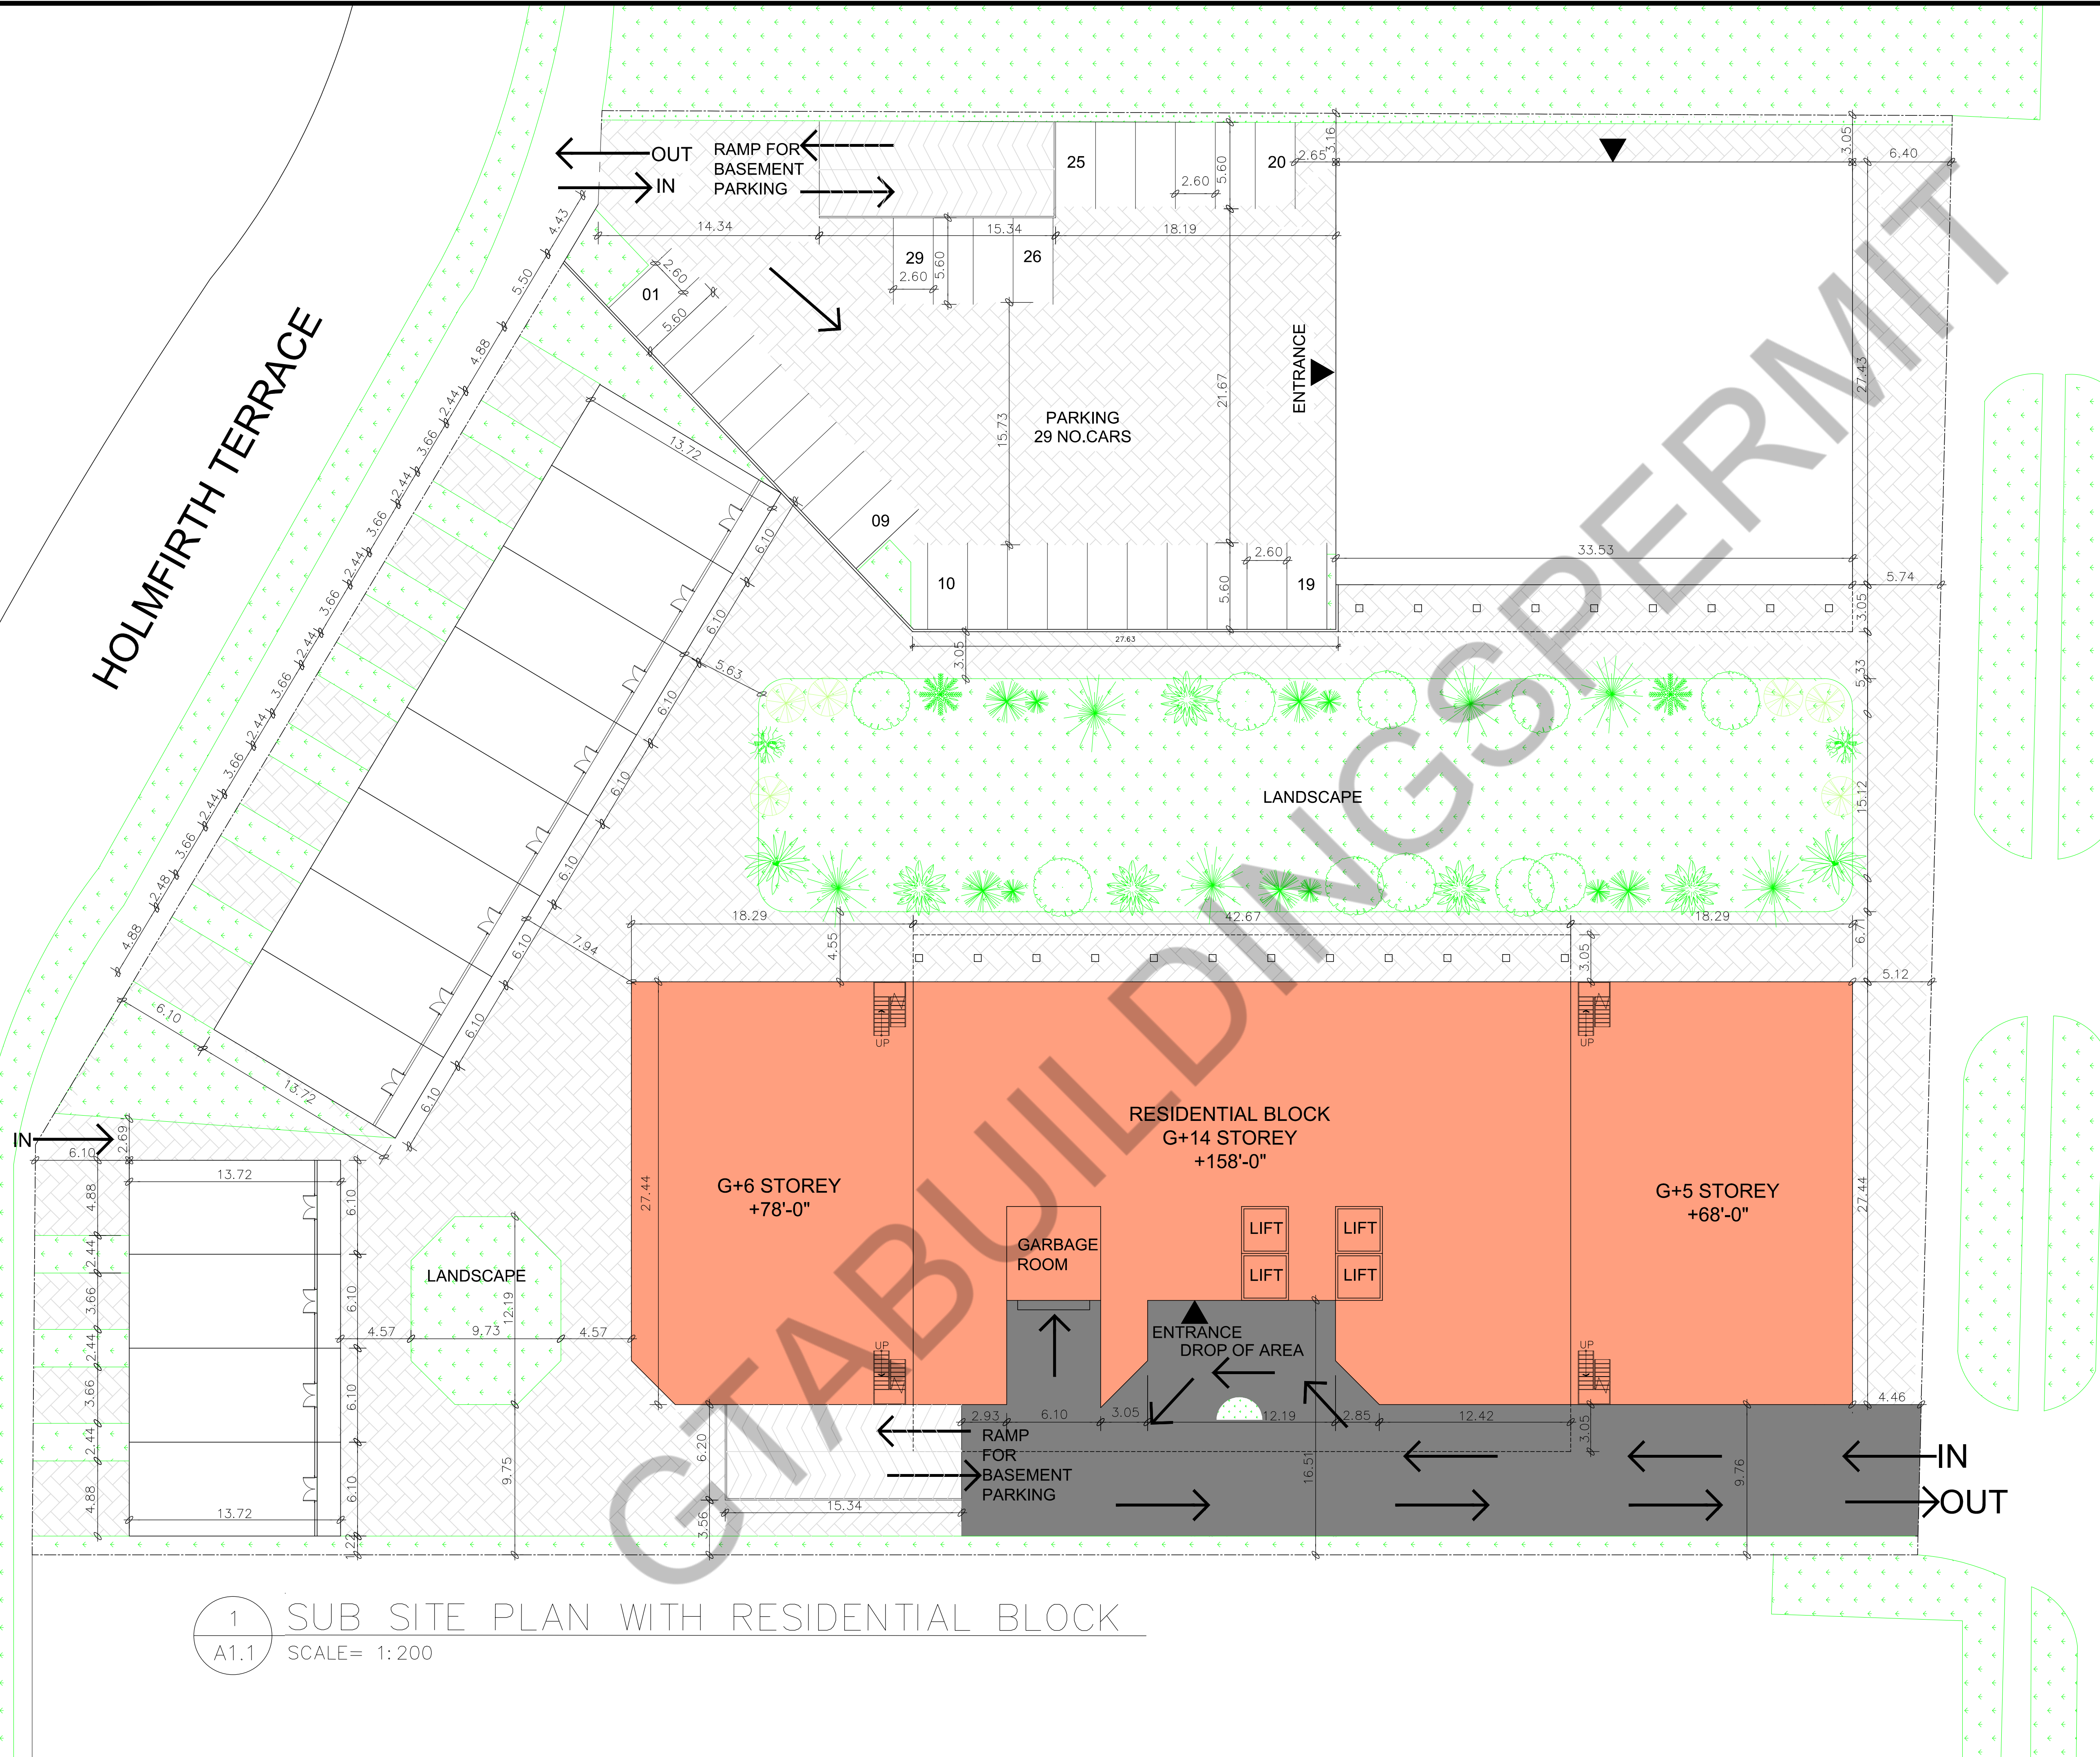 OUT
IN
RAMP FOR
BASEMENT
PARKING
25
20
2.65
3.16
3.05
6.40
2.60
5.60
4.43
14.34
15.34
18.19
5.50
01
2.60
5.60
29
2.60
5.60
26
4.88
2.44
3.66
2.44
3.66
2.44
3.66
2.44
3.66
2.44
3.66
2.44
3.66
2.48
4.88
HOLMFIRTH TERRACE
13.72
15.73
21.67
PARKING
29 NO.CARS
ENTRANCE
27.43
09
10
2.60
5.60
19
33.53
5.74
3.05
27.63
3.05
5.33
6.10
6.10
6.10
6.10
6.10
6.10
6.10
6.10
5.63
7.94
LANDSCAPE
15.12
18.29
42.67
18.29
4.55
3.05
5.12
6.10
13.72
UP
UP
RESIDENTIAL BLOCK
G+14 STOREY
+158'-0"
G+6 STOREY
+78'-0"
G+5 STOREY
+68'-0"
27.44
27.44
IN
6.10
2.69
13.72
4.88
2.44
3.66
2.44
3.66
2.44
4.88
6.10
6.10
6.10
6.10
1.22
13.72
LANDSCAPE
12.19
4.57
9.73
4.57
9.75
GARBAGE
ROOM
LIFT
LIFT
LIFT
LIFT
ENTRANCE
DROP OF AREA
UP
UP
2.93
6.10
3.05
12.19
2.85
12.42
3.05
4.46
RAMP
FOR
BASEMENT
PARKING
6.20
15.34
3.56
16.51
9.76
IN
OUT
GTABUILDINGSPERMIT
1
A1.1
SUB SITE PLAN WITH RESIDENTIAL BLOCK
SCALE= 1:200